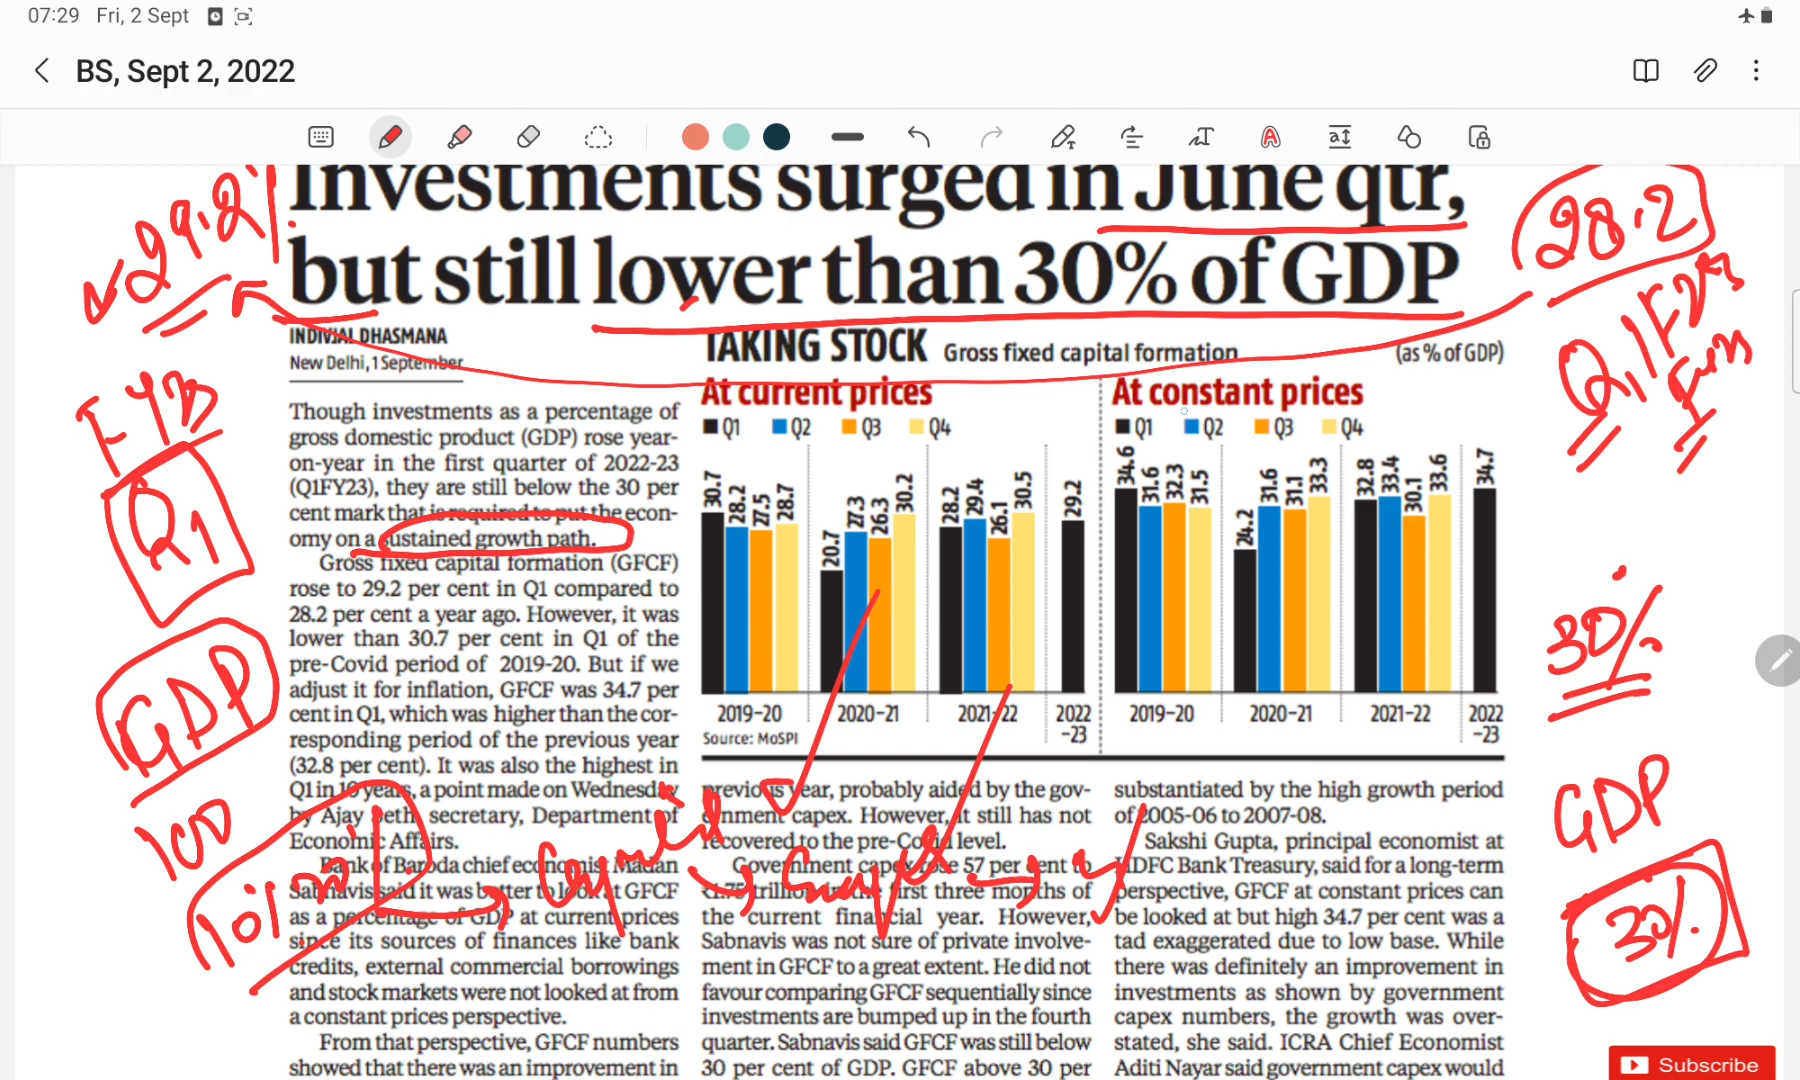 07:29 Fri, 2 Sept
BS, Sept 2, 2022
Investments surged in June qtr,
but still lower than 30% of GDP
29.2%
28.2
Q1FY22
FY23
Q1
GDP
100
30%
GDP
30%
INDIVJAL DHASMANA
New Delhi, 1 September
Though investments as a percentage of
gross domestic product (GDP) rose year-
on-year in the first quarter of 2022-23
(Q1FY23), they are still below the 30 per
cent mark that is required to put the econ-
omy on a sustained growth path.
Gross fixed capital formation (GFCF)
rose to 29.2 per cent in Q1 compared to
28.2 per cent a year ago. However, it was
lower than 30.7 per cent in Q1 of the
pre-Covid period of 2019-20. But if we
adjust it for inflation, GFCF was 34.7 per
cent in Q1, which was higher than the cor-
responding period of the previous year
(32.8 per cent). It was also the highest in
Q1 in 10 years, a point made on Wednesday
by Ajay Seth, secretary, Department of
Economic Affairs.
Bank of Baroda chief economist Madan
Sabnavis said it was better to look at GFCF
as a percentage of GDP at current prices
since its sources of finances like bank
credits, external commercial borrowings
and stock markets were not looked at from
a constant prices perspective.
From that perspective, GFCF numbers
showed that there was an improvement in
TAKING STOCK Gross fixed capital formation (as % of GDP)
At current prices
Q1 Q2 Q3 Q4
30.7 28.2 27.5 28.7
20.7 27.3 26.3 30.2
28.2 29.4 26.1 30.5
29.2
2019-20 2020-21 2021-22 2022
-23
Source: MoSPI
At constant prices
Q1 Q2 Q3 Q4
34.6 31.6 32.3 31.5
24.2 31.6 31.1 33.3
32.8 33.4 30.1 33.6
34.7
2019-20 2020-21 2021-22 2022
-23
previous year, probably aided by the gov-
ernment capex. However, it still has not
recovered to the pre-Covid level.
Government capex rose 57 per cent to
₹1.75 trillion in the first three months of
the current financial year. However,
Sabnavis was not sure of private involve-
ment in GFCF to a great extent. He did not
favour comparing GFCF sequentially since
investments are bumped up in the fourth
quarter. Sabnavis said GFCF was still below
30 per cent of GDP. GFCF above 30 per
substantiated by the high growth period
of 2005-06 to 2007-08.
Sakshi Gupta, principal economist at
HDFC Bank Treasury, said for a long-term
perspective, GFCF at constant prices can
be looked at but high 34.7 per cent was a
tad exaggerated due to low base. While
there was definitely an improvement in
investments as shown by government
capex numbers, the growth was over-
stated, she said. ICRA Chief Economist
Aditi Nayar said government capex would
Subscribe